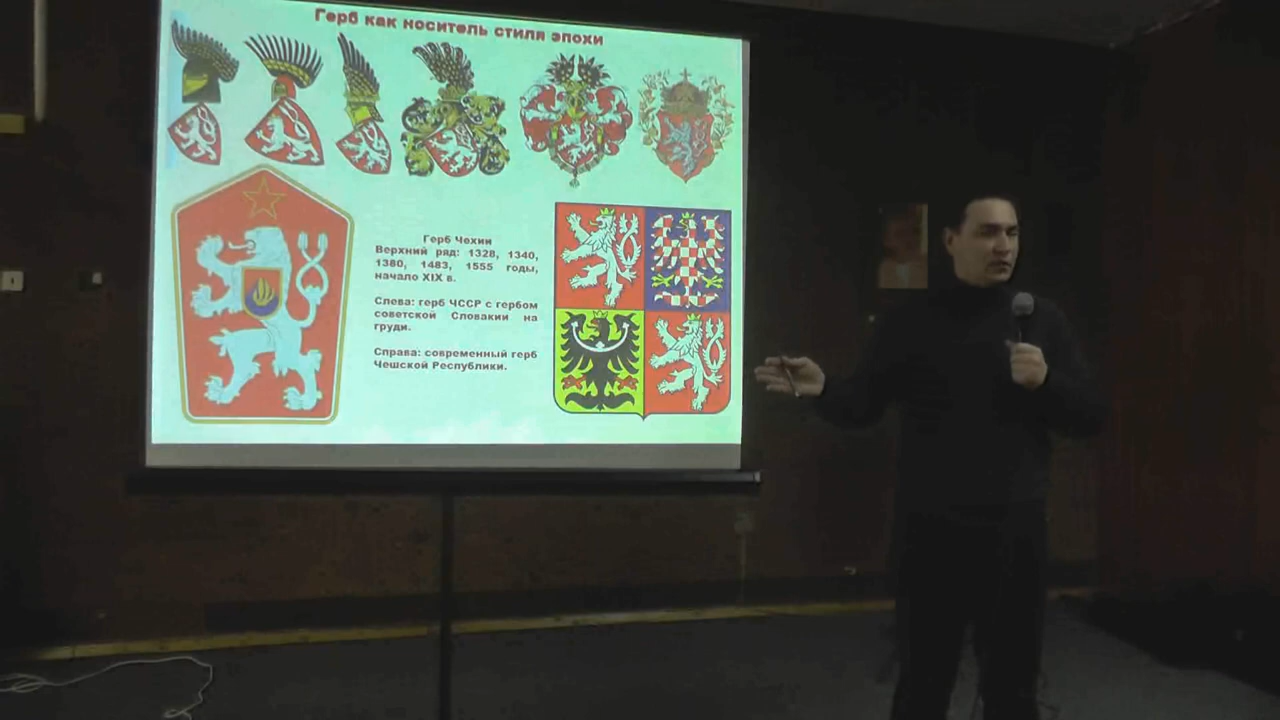 Герб как носитель стиля эпохи
Герб Чехии
Верхний ряд: 1328, 1340,
1380, 1483, 1555 годы,
начало XIX в.
Слева: герб ЧССР с гербом
советской Словакии на
груди.
Справа: современный герб
Чешской Республики.